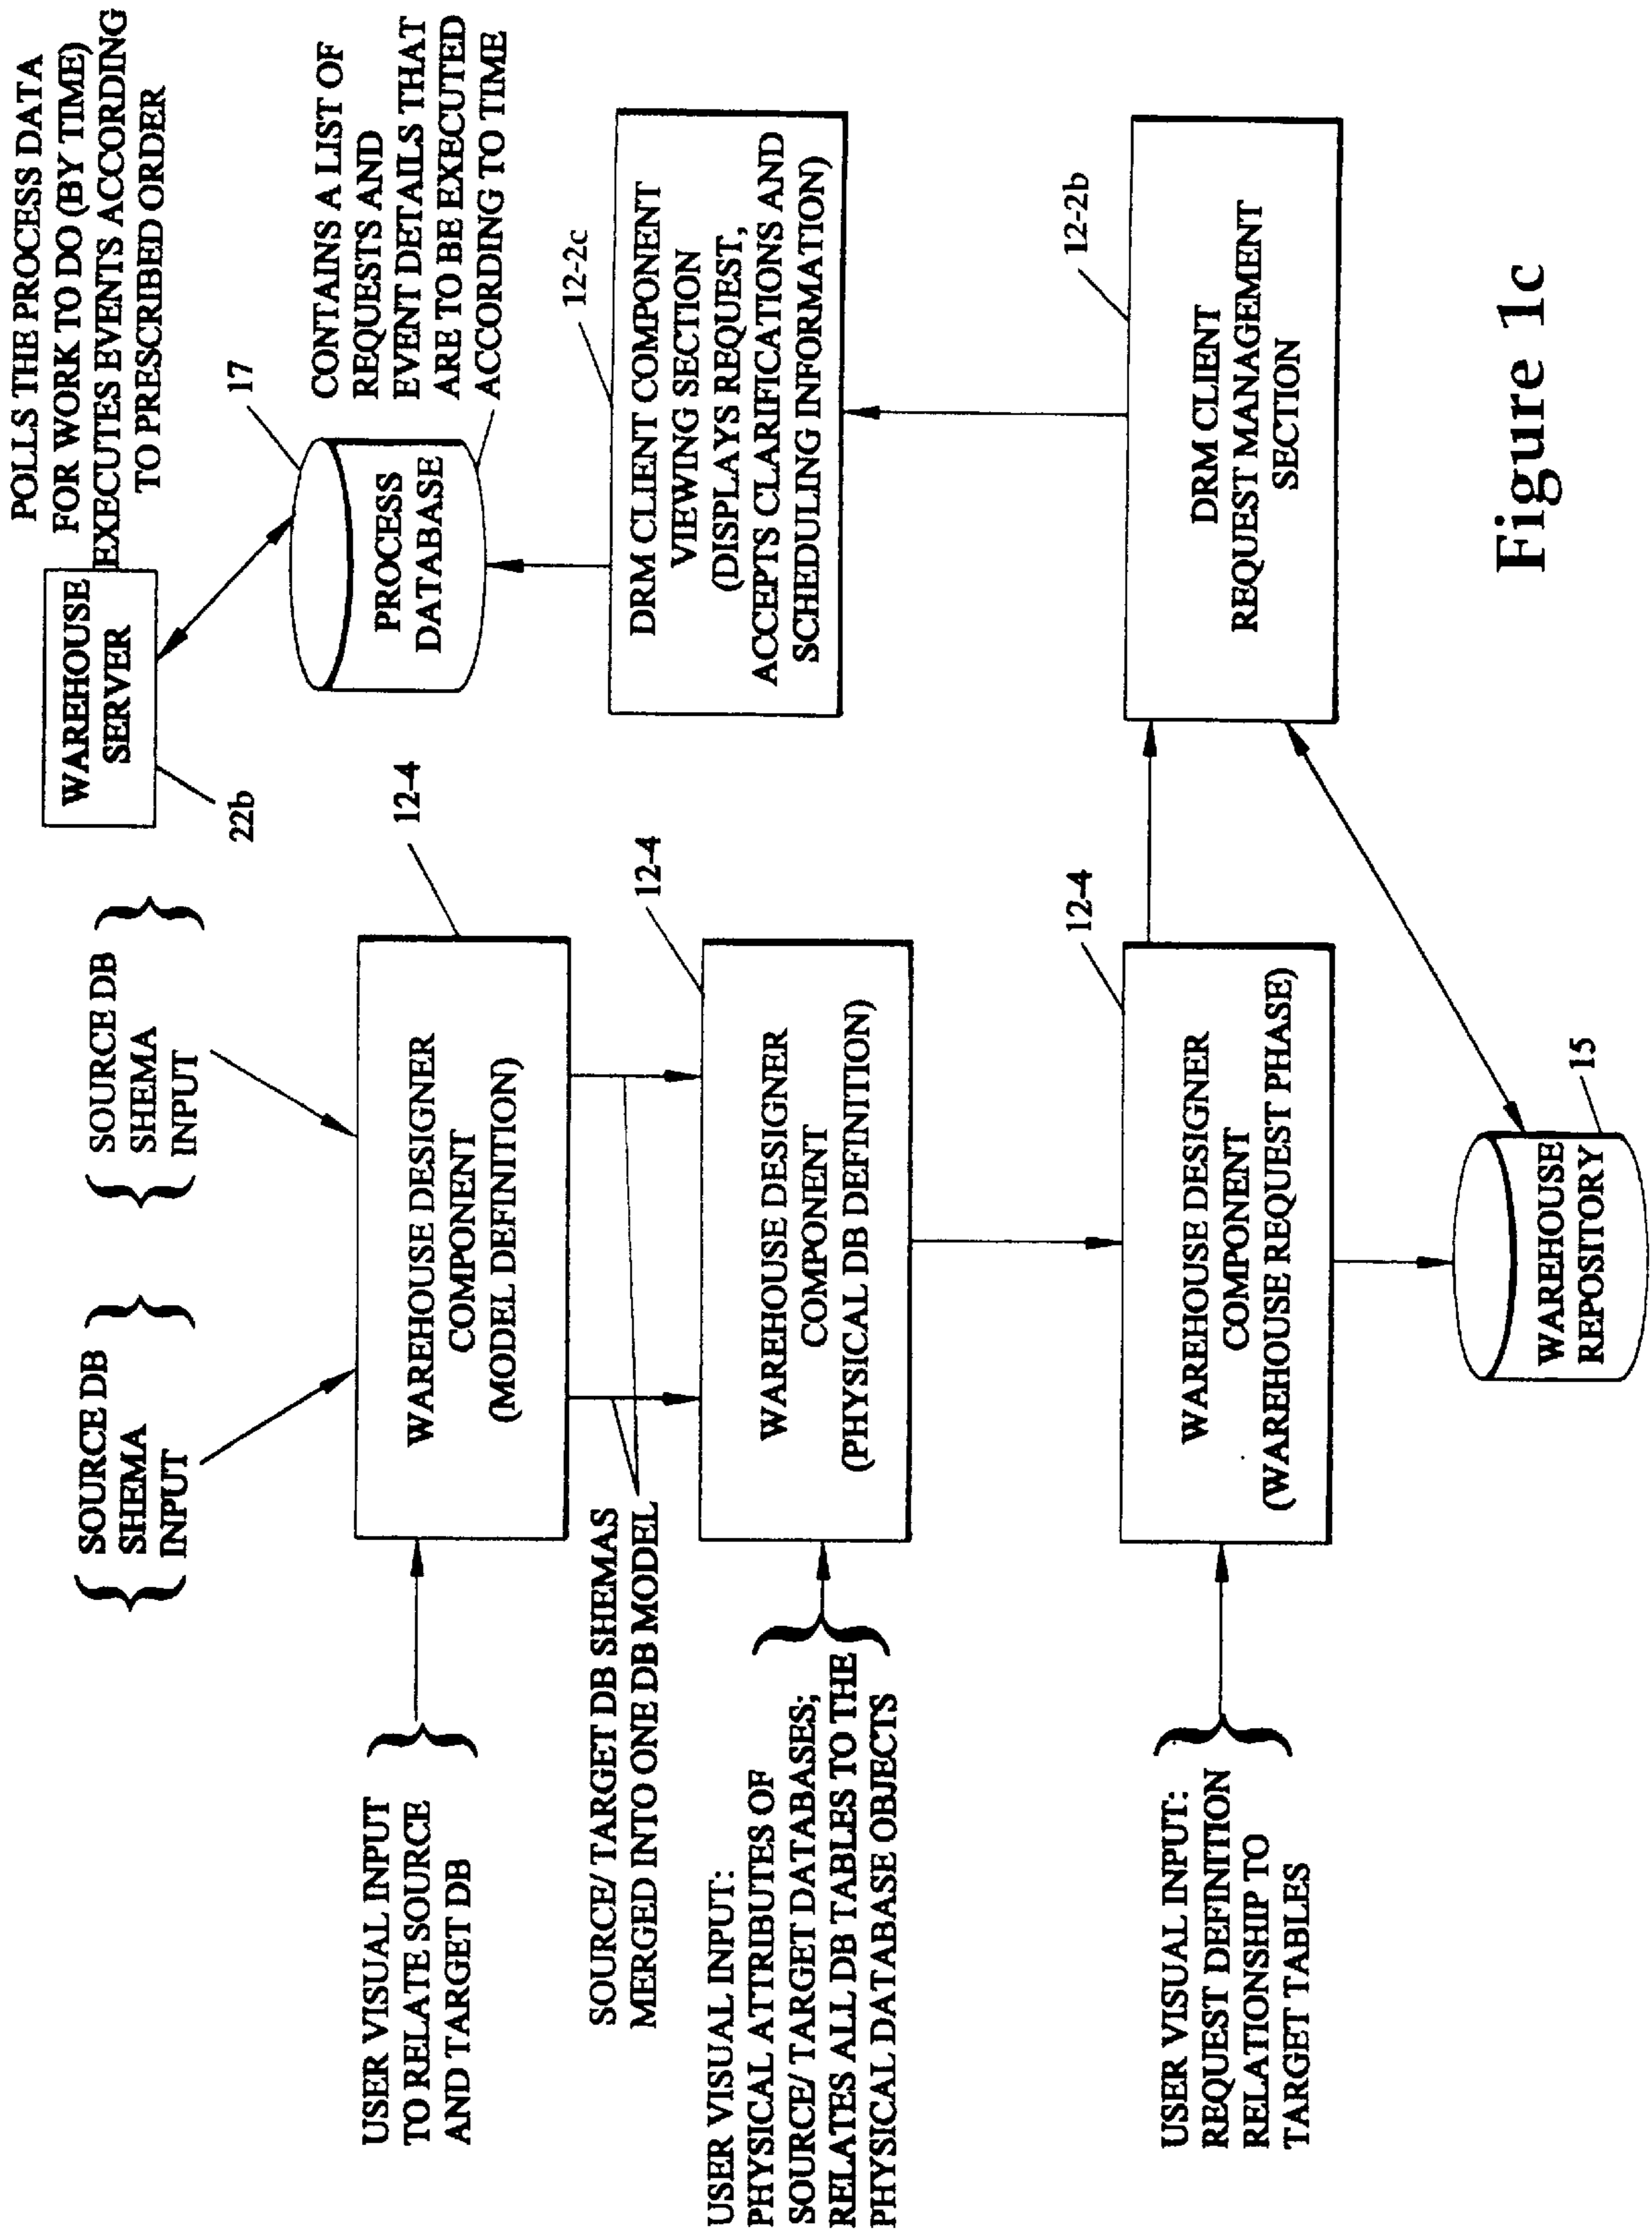 SOURCE DB
SHEMA
INPUT
SOURCE DB
SHEMA
INPUT
USER VISUAL INPUT
TO RELATE SOURCE
AND TARGET DB
WAREHOUSE DESIGNER
COMPONENT
(MODEL DEFINITION)
12-4
SOURCE/ TARGET DB SHEMAS
MERGED INTO ONE DB MODEL
USER VISUAL INPUT:
PHYSICAL ATTRIBUTES OF
SOURCE/ TARGET DATABASES;
RELATES ALL DB TABLES TO THE
PHYSICAL DATABASE OBJECTS
WAREHOUSE DESIGNER
COMPONENT
(PHYSICAL DB DEFINITION)
12-4
USER VISUAL INPUT:
REQUEST DEFINITION
RELATIONSHIP TO
TARGET TABLES
WAREHOUSE DESIGNER
COMPONENT
(WAREHOUSE REQUEST PHASE)
12-4
WAREHOUSE
REPOSITORY
15
WAREHOUSE
SERVER
22b
POLLS THE PROCESS DATA
FOR WORK TO DO (BY TIME)
EXECUTES EVENTS ACCORDING
TO PRESCRIBED ORDER
PROCESS
DATABASE
17
CONTAINS A LIST OF
REQUESTS AND
EVENT DETAILS THAT
ARE TO BE EXECUTED
ACCORDING TO TIME
DRM CLIENT COMPONENT
VIEWING SECTION
(DISPLAYS REQUEST,
ACCEPTS CLARIFICATIONS AND
SCHEDULING INFORMATION)
12-2c
DRM CLIENT
REQUEST MANAGEMENT
SECTION
12-2b
Figure 1c